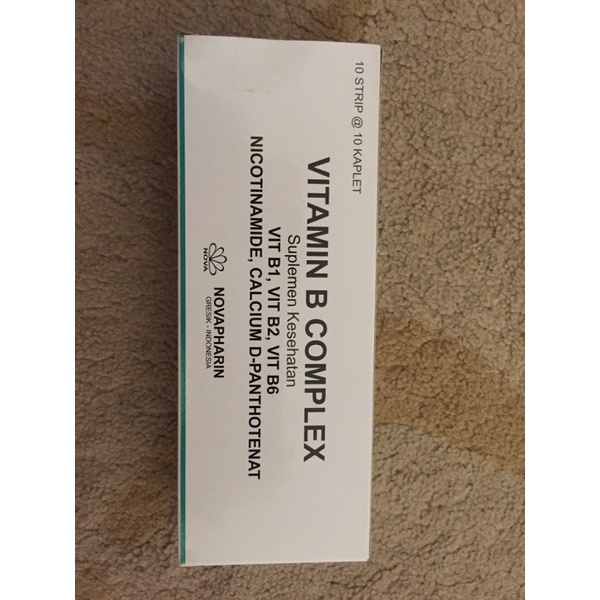 10 STRIP @ 10 KAPLET
VITAMIN B COMPLEX
Suplemen Kesehatan
VIT B1, VIT B2, VIT B6
NICOTINAMIDE, CALCIUM D-PANTHOTENAT
NOVA
NOVAPHARIN
GRESIK - INDONESIA